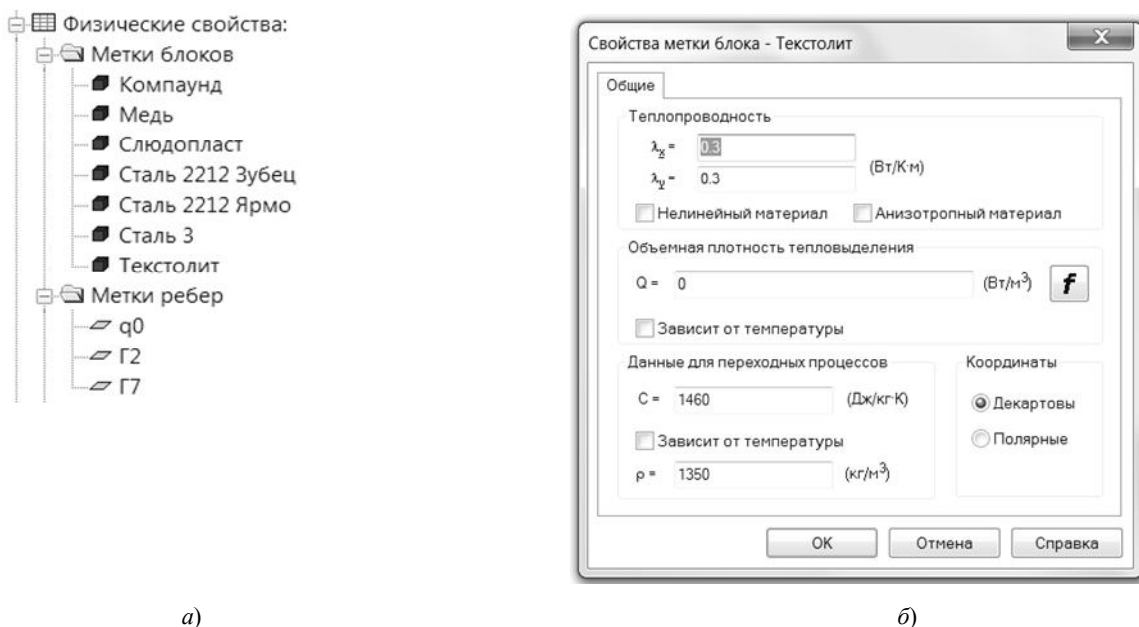 Физические свойства:
Метки блоков
Компаунд
Медь
Слюдопласт
Сталь 2212 Зубец
Сталь 2212 Ярмо
Сталь 3
Текстолит
Метки ребер
q0
Г2
Г7
а)
Свойства метки блока - Текстолит
Общие
Теплопроводность
λx = 0.3
λy = 0.3
(Вт/К·м)
Нелинейный материал Анизотропный материал
Объемная плотность тепловыделения
Q = 0 (Вт/м³) f
Зависит от температуры
Данные для переходных процессов
C = 1460 (Дж/кг·К)
Зависит от температуры
ρ = 1350 (кг/м³)
Координаты
Декартовы
Полярные
ОК Отмена Справка
б)